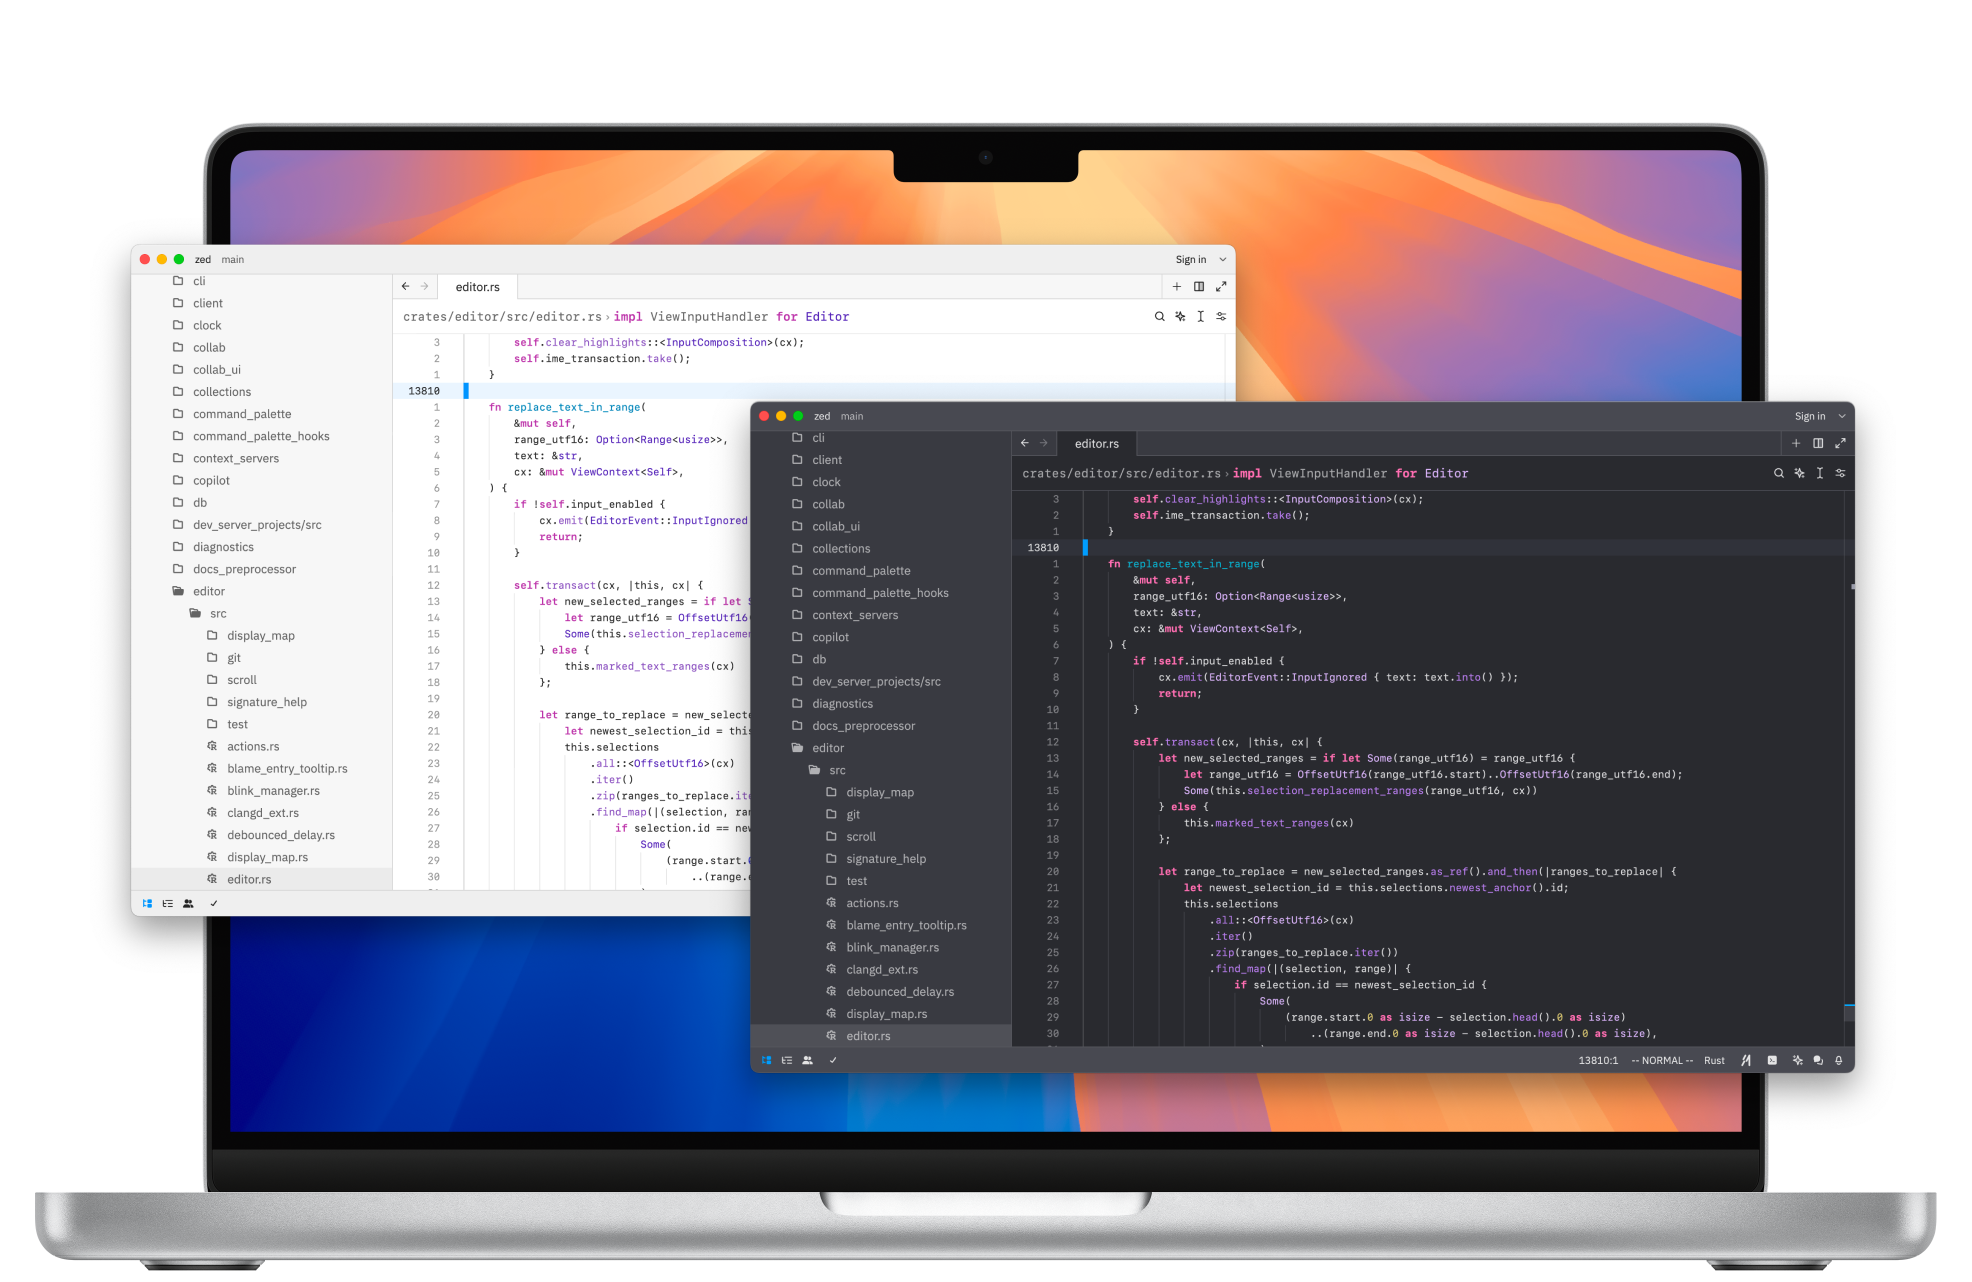 zed main Sign in
cli
client
clock
collab
collab_ui
collections
command_palette
command_palette_hooks
context_servers
copilot
db
dev_server_projects/src
diagnostics
docs_preprocessor
editor
src
display_map
git
scroll
signature_help
test
actions.rs
blame_entry_tooltip.rs
blink_manager.rs
clangd_ext.rs
debounced_delay.rs
display_map.rs
editor.rs
editor.rs
crates/editor/src/editor.rs › impl ViewInputHandler for Editor
3 self.clear_highlights::<InputComposition>(cx);
2 self.ime_transaction.take();
1 }
13810
1 fn replace_text_in_range(
2 &mut self,
3 range_utf16: Option<Range<usize>>,
4 text: &str,
5 cx: &mut ViewContext<Self>,
6 ) {
7 if !self.input_enabled {
8 cx.emit(EditorEvent::InputIgnored
9 return;
10 }
11
12 self.transact(cx, |this, cx| {
13 let new_selected_ranges = if let
14 let range_utf16 = OffsetUtf16
15 Some(this.selection_replaceme
16 } else {
17 this.marked_text_ranges(cx)
18 };
19
20 let range_to_replace = new_select
21 let newest_selection_id = this
22 this.selections
23 .all::<OffsetUtf16>(cx)
24 .iter()
25 .zip(ranges_to_replace.ite
26 .find_map(|(selection, ra
27 if selection.id == new
28 Some(
29 (range.start.
30 ..(range.
zed main Sign in
cli
client
clock
collab
collab_ui
collections
command_palette
command_palette_hooks
context_servers
copilot
db
dev_server_projects/src
diagnostics
docs_preprocessor
editor
src
display_map
git
scroll
signature_help
test
actions.rs
blame_entry_tooltip.rs
blink_manager.rs
clangd_ext.rs
debounced_delay.rs
display_map.rs
editor.rs
editor.rs
crates/editor/src/editor.rs › impl ViewInputHandler for Editor
3 self.clear_highlights::<InputComposition>(cx);
2 self.ime_transaction.take();
1 }
13810
1 fn replace_text_in_range(
2 &mut self,
3 range_utf16: Option<Range<usize>>,
4 text: &str,
5 cx: &mut ViewContext<Self>,
6 ) {
7 if !self.input_enabled {
8 cx.emit(EditorEvent::InputIgnored { text: text.into() });
9 return;
10 }
11
12 self.transact(cx, |this, cx| {
13 let new_selected_ranges = if let Some(range_utf16) = range_utf16 {
14 let range_utf16 = OffsetUtf16(range_utf16.start)..OffsetUtf16(range_utf16.end);
15 Some(this.selection_replacement_ranges(range_utf16, cx))
16 } else {
17 this.marked_text_ranges(cx)
18 };
19
20 let range_to_replace = new_selected_ranges.as_ref().and_then(|ranges_to_replace| {
21 let newest_selection_id = this.selections.newest_anchor().id;
22 this.selections
23 .all::<OffsetUtf16>(cx)
24 .iter()
25 .zip(ranges_to_replace.iter())
26 .find_map(|(selection, range)| {
27 if selection.id == newest_selection_id {
28 Some(
29 (range.start.0 as isize - selection.head().0 as isize)
30 ..(range.end.0 as isize - selection.head().0 as isize),
13810:1 -- NORMAL -- Rust